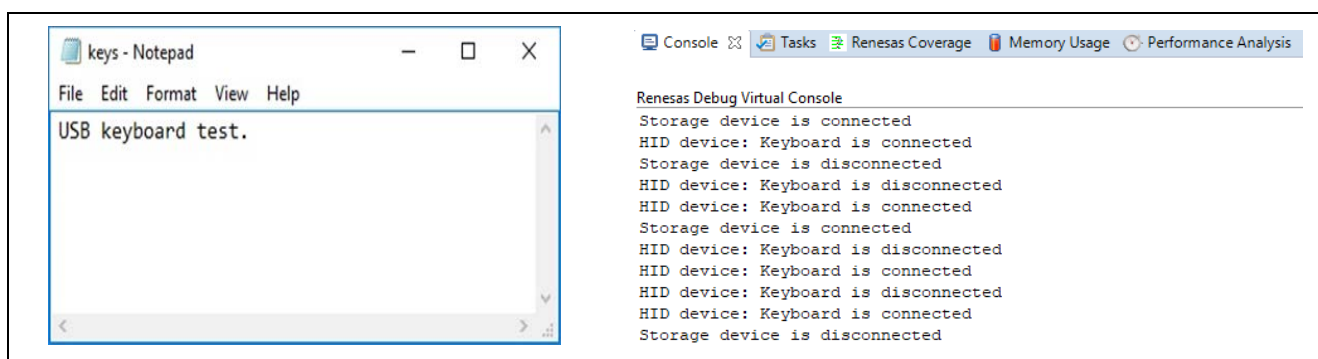 keys - Notepad
File Edit Format View Help
USB keyboard test.
Console Tasks Renesas Coverage Memory Usage Performance Analysis
Renesas Debug Virtual Console
Storage device is connected
HID device: Keyboard is connected
Storage device is disconnected
HID device: Keyboard is disconnected
HID device: Keyboard is connected
Storage device is connected
HID device: Keyboard is disconnected
HID device: Keyboard is connected
HID device: Keyboard is disconnected
HID device: Keyboard is connected
Storage device is disconnected